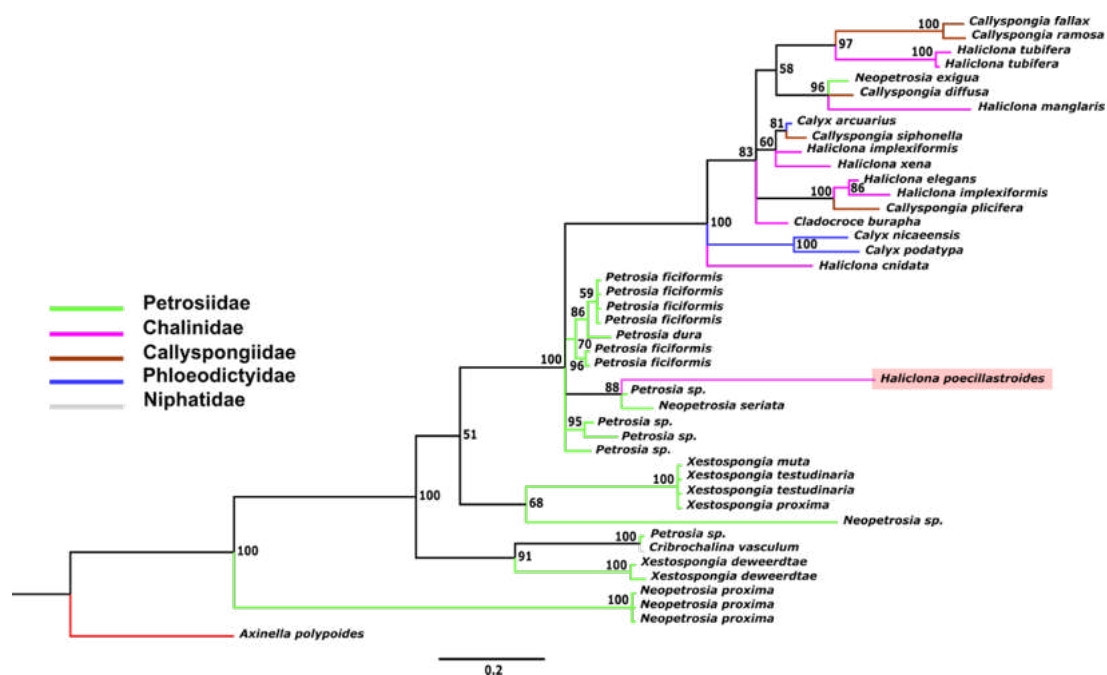 Callyspongia fallax
100
Callyspongia ramosa
97
Haliclona tubifera
100
Haliclona tubifera
58
Neopetrosia exigua
96
Callyspongia diffusa
Haliclona manglaris
Calyx arcuarius
81
Callyspongia siphonella
60
Haliclona implexiformis
83
Haliclona xena
Haliclona elegans
100
86
Haliclona implexiformis
Callyspongia plicifera
Cladocroce burapha
100
Calyx nicaeensis
100
Calyx podatypa
Haliclona cnidata
Petrosia ficiformis
59
Petrosia ficiformis
Petrosia ficiformis
86
Petrosia ficiformis
Petrosia dura
70
Petrosia ficiformis
96
Petrosia ficiformis
100
Haliclona poecillastroides
88
Petrosia sp.
Neopetrosia seriata
95
Petrosia sp.
Petrosia sp.
Petrosia sp.
51
Xestospongia muta
100
Xestospongia testudinaria
Xestospongia testudinaria
Xestospongia proxima
68
Neopetrosia sp.
100
Petrosia sp.
100
Cribrochalina vasculum
91
Xestospongia deweerdtae
100
Xestospongia deweerdtae
100
Neopetrosia proxima
100
Neopetrosia proxima
Neopetrosia proxima
Axinella polypoides
Petrosiidae
Chalinidae
Callyspongiidae
Phloeodictyidae
Niphatidae
0.2